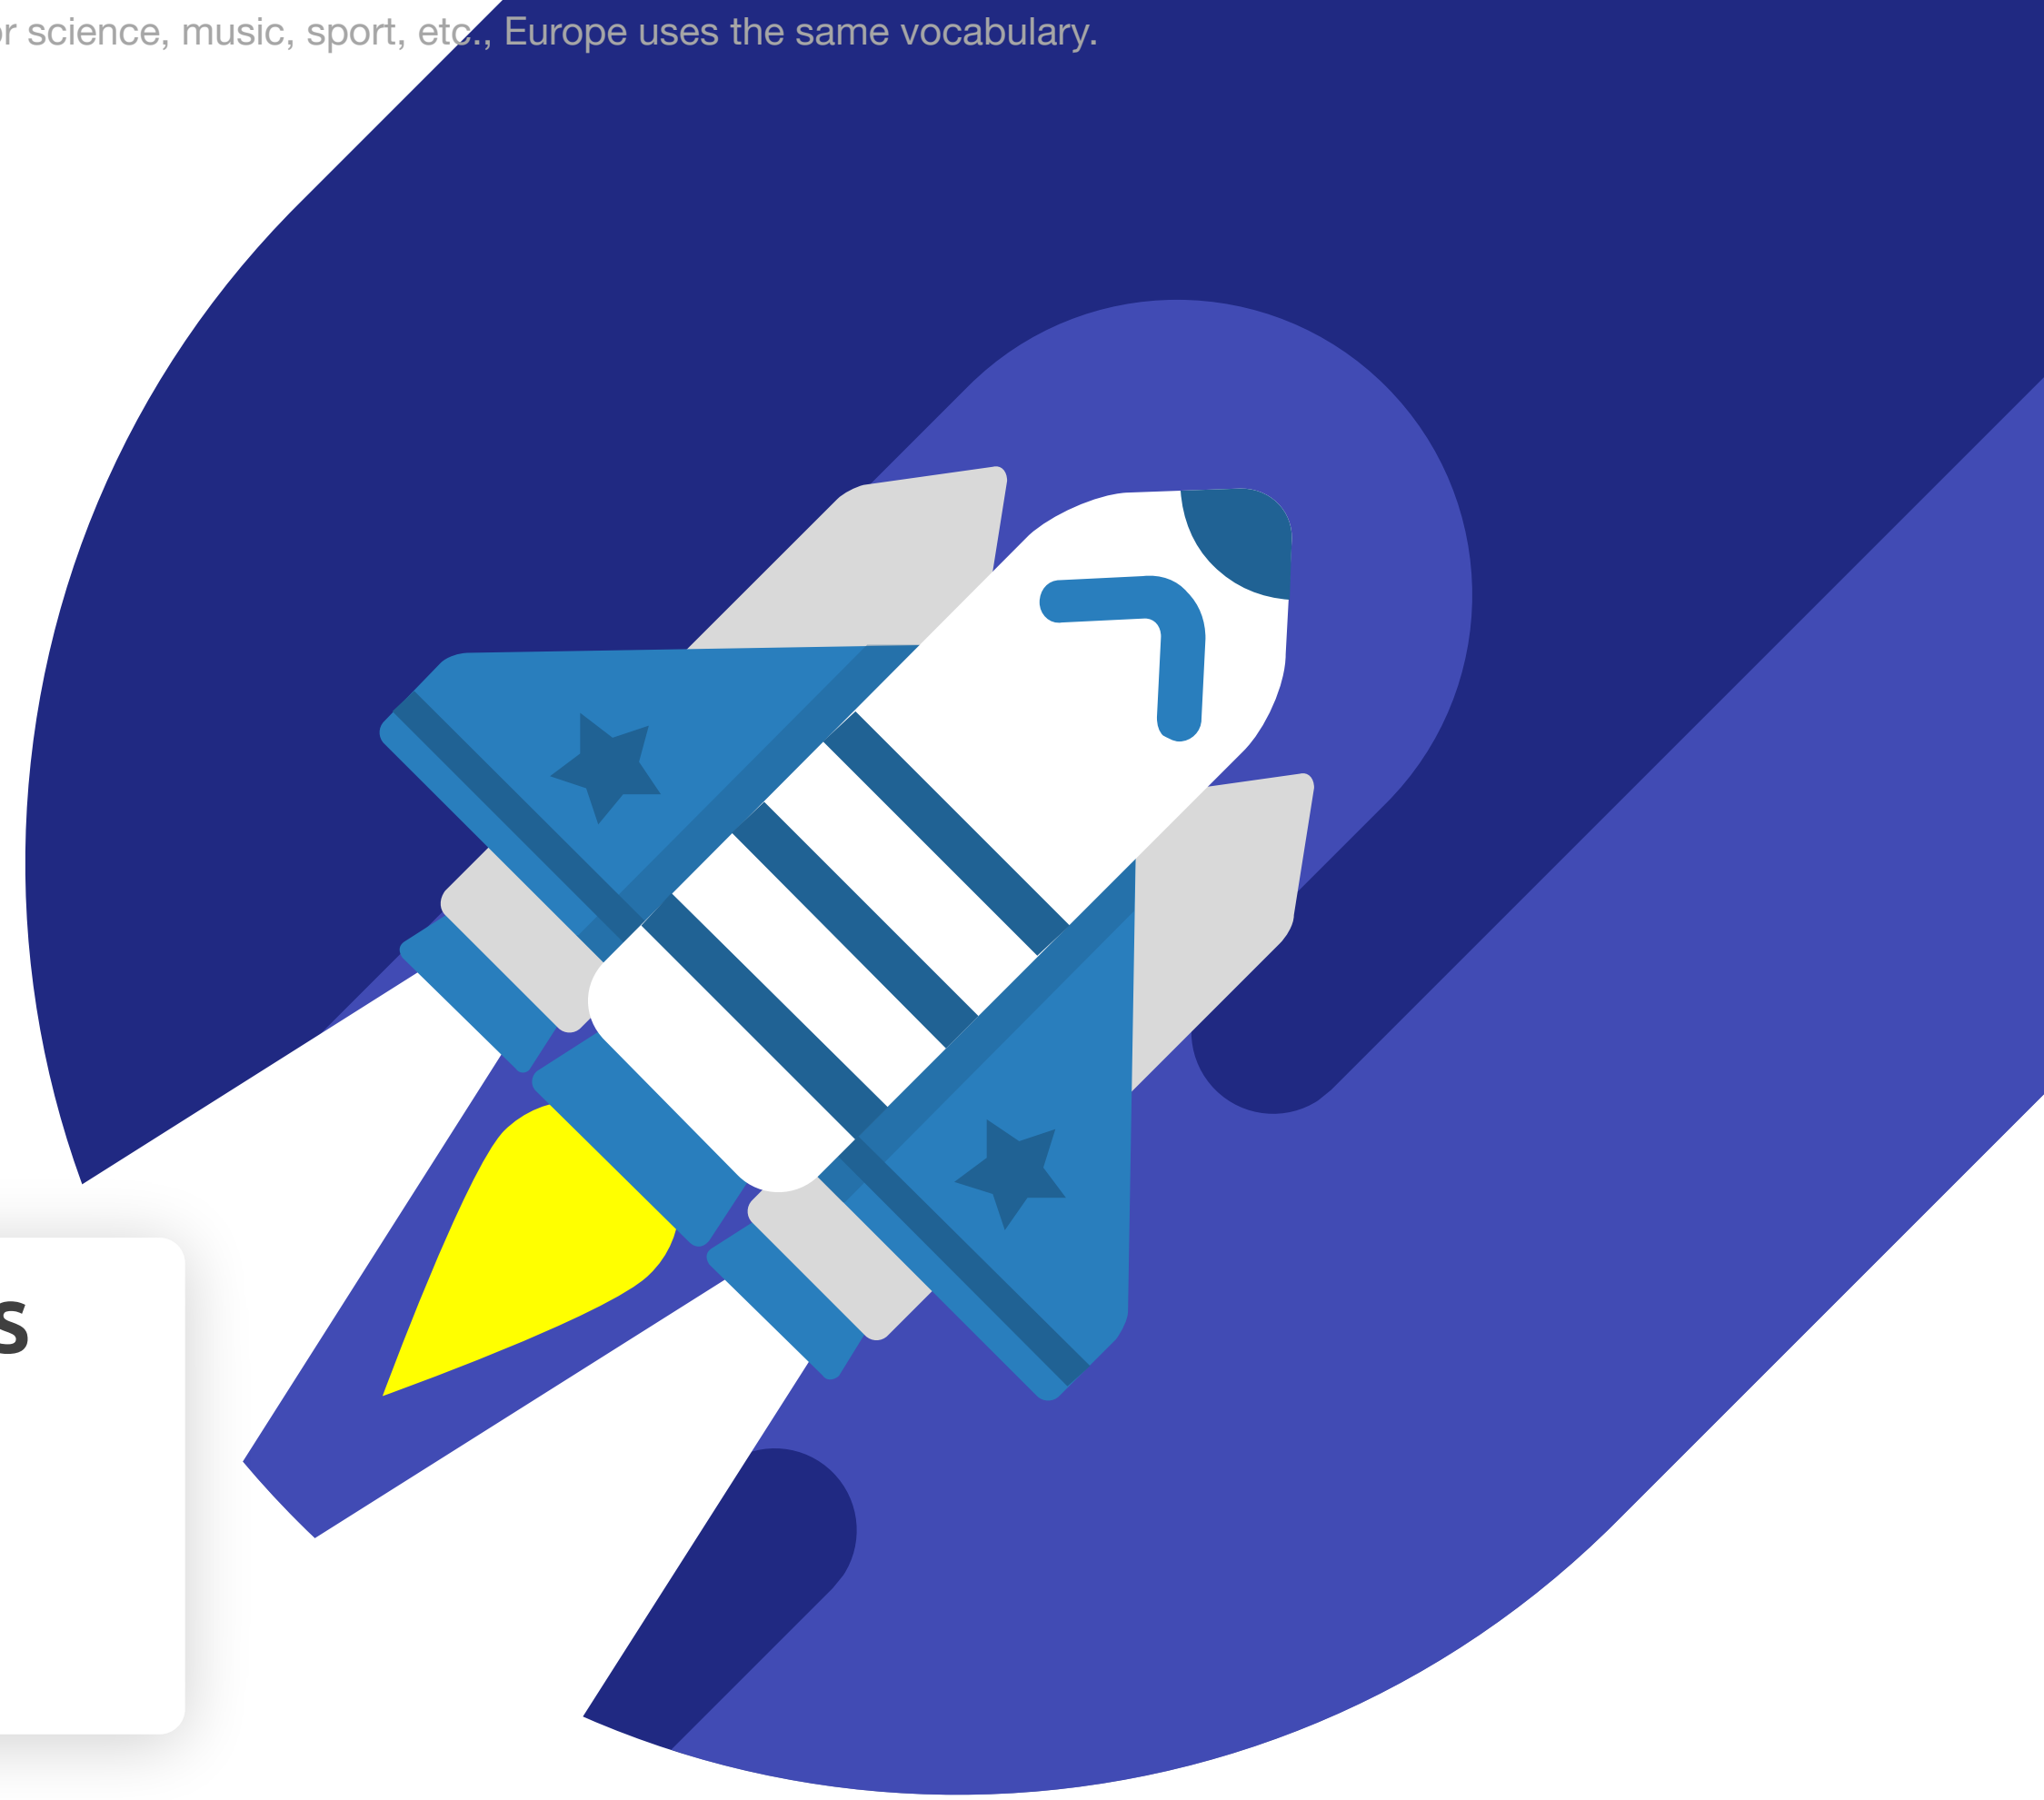 r science, music, sport, etc., Europe uses the same vocabulary.
s